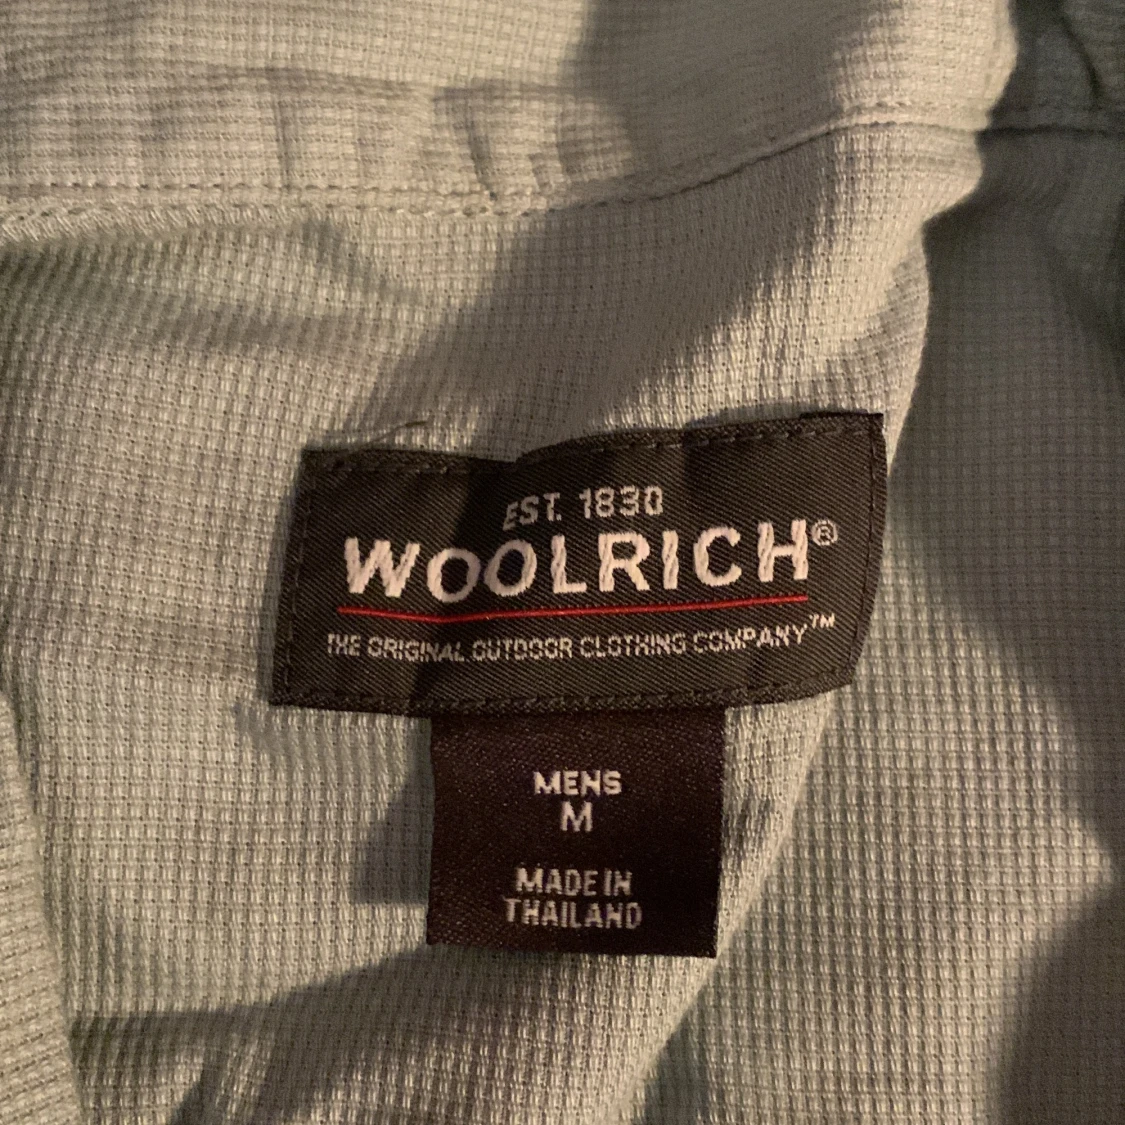 EST. 1830
WOOLRICH®
THE ORIGINAL OUTDOOR CLOTHING COMPANY™
MENS
M
MADE IN
THAILAND